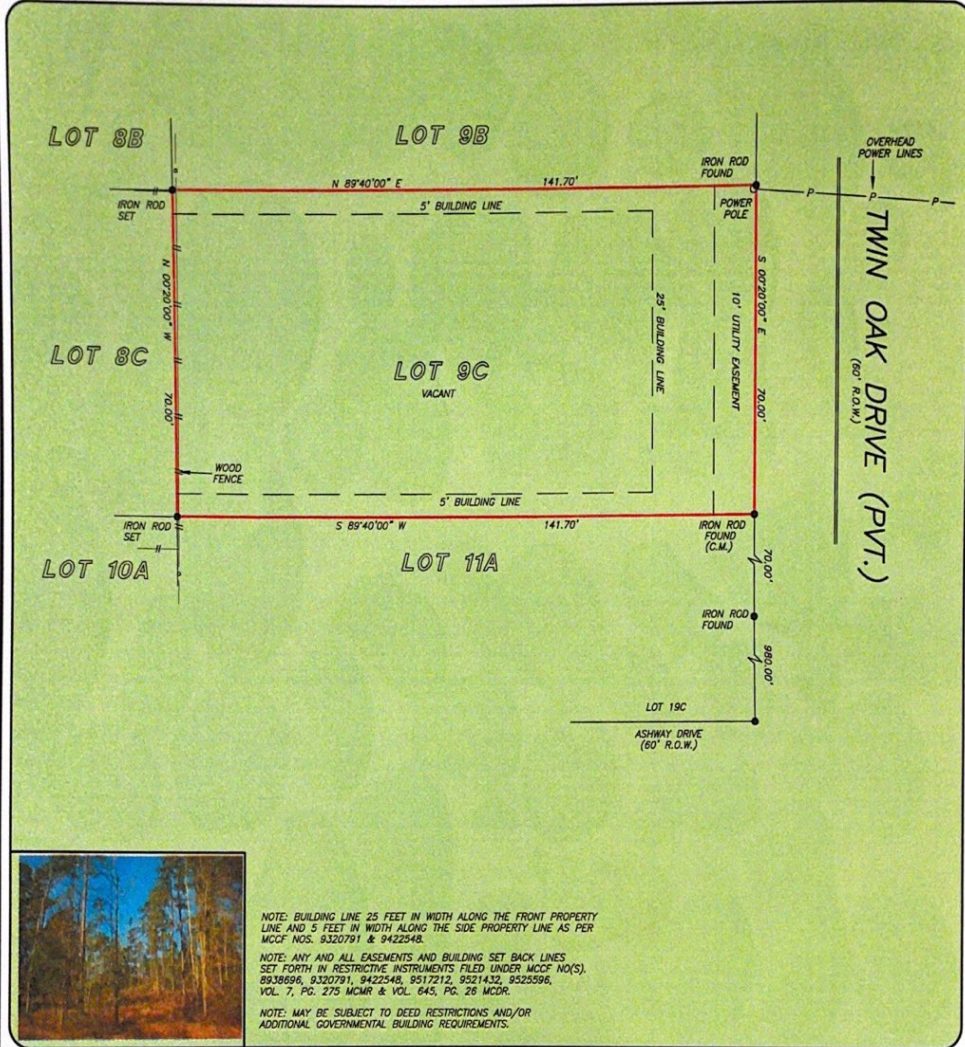 LOT 8B
LOT 9B
OVERHEAD
POWER LINES
IRON ROD
FOUND
N 89°40'00" E 141.70'
IRON ROD
SET
5' BUILDING LINE
POWER
POLE
P
P
P
TWIN OAK DRIVE (PVT.)
(60' R.O.W.)
N 00°20'00" W 70.00'
S 00°20'00" E 70.00'
10' UTILITY EASEMENT
25' BUILDING LINE
LOT 8C
LOT 9C
VACANT
WOOD
FENCE
5' BUILDING LINE
IRON ROD
SET
S 89°40'00" W 141.70'
IRON ROD
FOUND
(C.M.)
LOT 10A
LOT 11A
70.00'
IRON ROD
FOUND
980.00'
LOT 19C
ASHWAY DRIVE
(60' R.O.W.)
NOTE: BUILDING LINE 25 FEET IN WIDTH ALONG THE FRONT PROPERTY
LINE AND 5 FEET IN WIDTH ALONG THE SIDE PROPERTY LINE AS PER
MCCF NOS. 9320791 & 9422548.
NOTE: ANY AND ALL EASEMENTS AND BUILDING SET BACK LINES
SET FORTH IN RESTRICTIVE INSTRUMENTS FILED UNDER MCCF NO(S).
8938696, 9320791, 9422548, 9517212, 9521432, 9525596,
VOL. 7, PG. 275 MCMR & VOL. 645, PG. 26 MCDR.
NOTE: MAY BE SUBJECT TO DEED RESTRICTIONS AND/OR
ADDITIONAL GOVERNMENTAL BUILDING REQUIREMENTS.